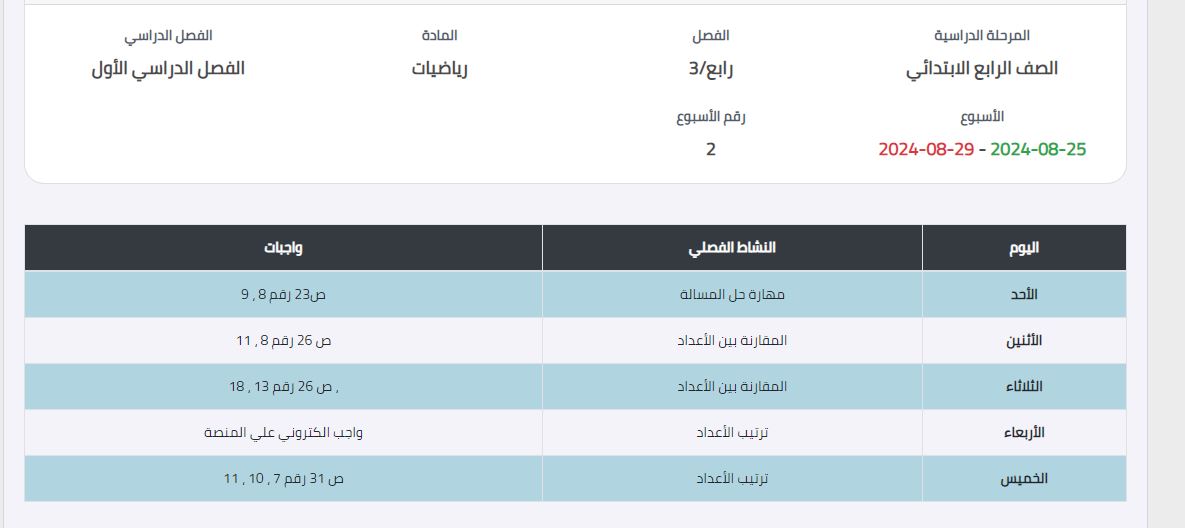 المرحلة الدراسية الفصل المادة الفصل الدراسي
الصف الرابع الابتدائي رابع/3 رياضيات الفصل الدراسي الأول
الأسبوع رقم الأسبوع
2024-08-25 - 2024-08-29 2
اليوم النشاط الفصلي واجبات
الأحد مهارة حل المسالة ص23 رقم 8 , 9
الأثنين المقارنة بين الأعداد ص 26 رقم 8 , 11
الثلاثاء المقارنة بين الأعداد , ص 26 رقم 13 , 18
الأربعاء ترتيب الأعداد واجب الكتروني علي المنصة
الخميس ترتيب الأعداد ص 31 رقم 7 , 10 , 11